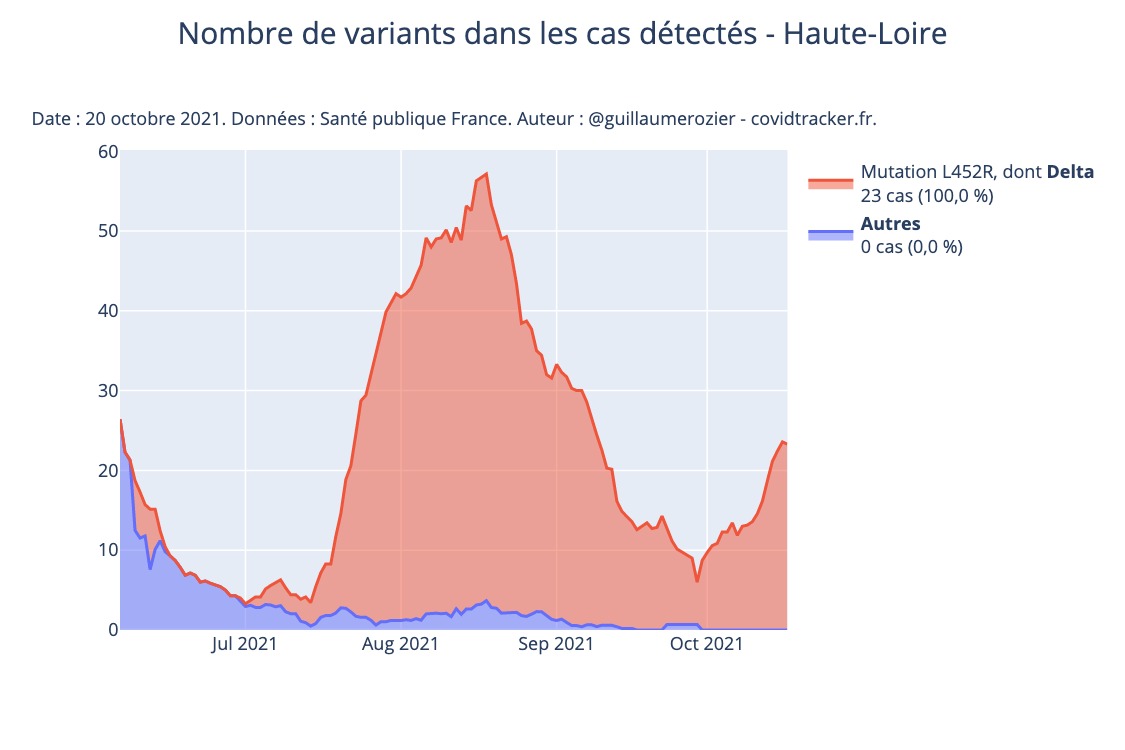 Nombre de variants dans les cas détectés - Haute-Loire
Date : 20 octobre 2021. Données : Santé publique France. Auteur : @guillaumerozier - covidtracker.fr.
60
50
40
30
20
10
0
Jul 2021
Aug 2021
Sep 2021
Oct 2021
Mutation L452R, dont Delta
23 cas (100,0 %)
Autres
0 cas (0,0 %)